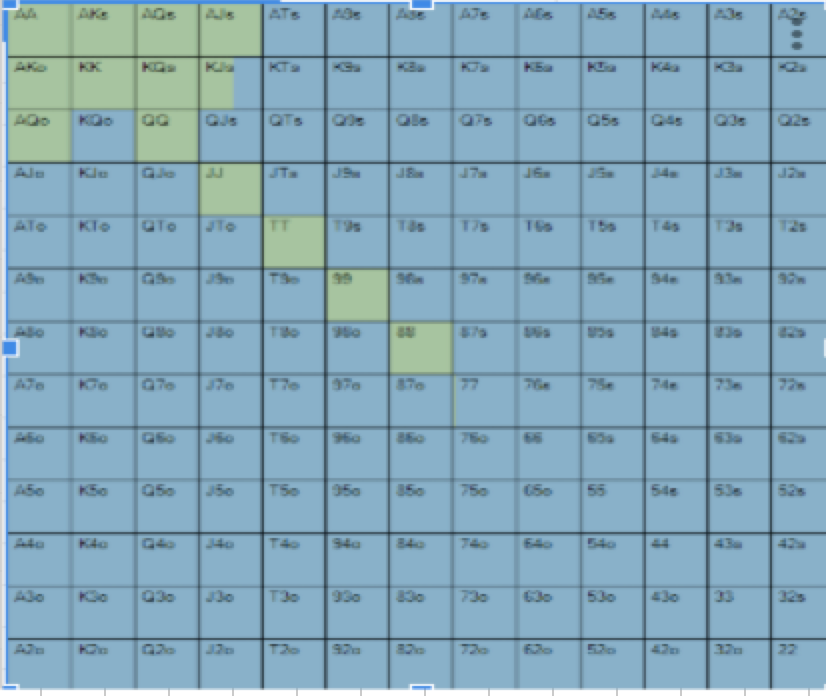 AA AKs AQs AJs ATs A9s A8s A7s A6s A5s A4s A3s A2s
AKo KK KQs KJs KTs K9s K8s K7s K6s K5s K4s K3s K2s
AQo KQo QQ QJs QTs Q9s Q8s Q7s Q6s Q5s Q4s Q3s Q2s
AJo KJo QJo JJ JTs J9s J8s J7s J6s J5s J4s J3s J2s
ATo KTo QTo JTo TT T9s T8s T7s T6s T5s T4s T3s T2s
A9o K9o Q9o J9o T9o 99 98s 97s 96s 95s 94s 93s 92s
A8o K8o Q8o J8o T8o 98o 88 87s 86s 85s 84s 83s 82s
A7o K7o Q7o J7o T7o 97o 87o 77 76s 75s 74s 73s 72s
A6o K6o Q6o J6o T6o 96o 86o 76o 66 65s 64s 63s 62s
A5o K5o Q5o J5o T5o 95o 85o 75o 65o 55 54s 53s 52s
A4o K4o Q4o J4o T4o 94o 84o 74o 64o 54o 44 43s 42s
A3o K3o Q3o J3o T3o 93o 83o 73o 63o 53o 43o 33 32s
A2o K2o Q2o J2o T2o 92o 82o 72o 62o 52o 42o 32o 22